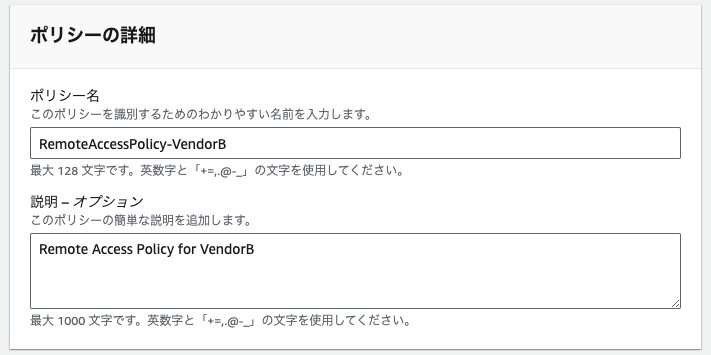 ポリシーの詳細
ポリシー名
このポリシーを識別するためのわかりやすい名前を入力します。
RemoteAccessPolicy-VendorB
最大 128 文字です。英数字と「+=,.@-_」の文字を使用してください。
説明 – オプション
このポリシーの簡単な説明を追加します。
Remote Access Policy for VendorB
最大 1000 文字です。英数字と「+=,.@-_」の文字を使用してください。